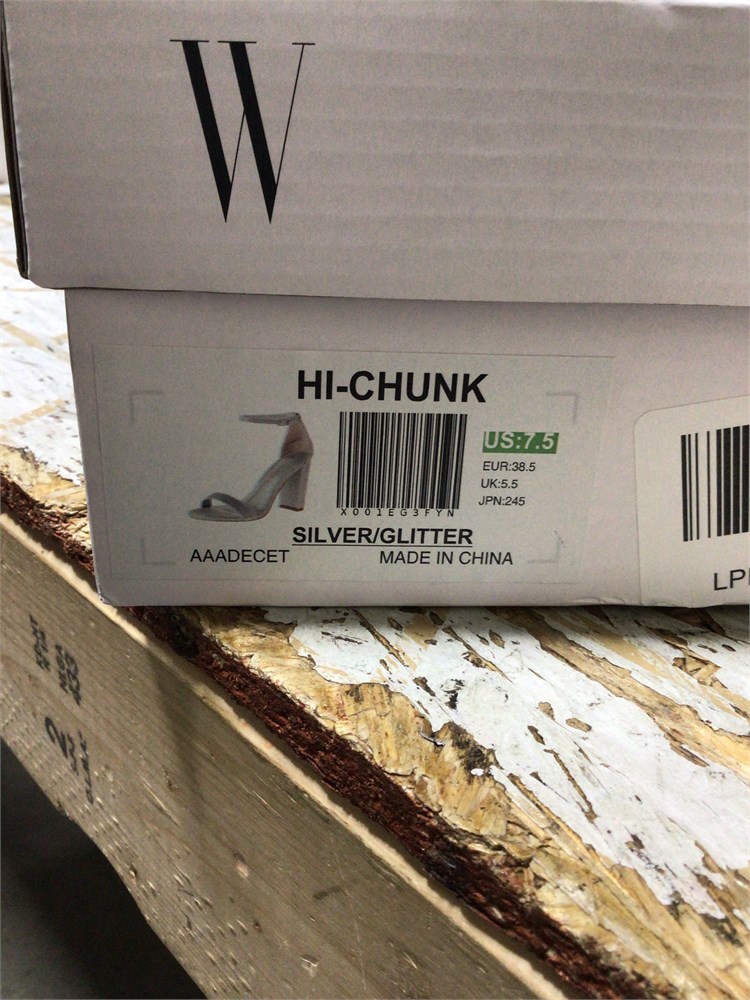 W
HI-CHUNK
US:7.5
EUR:38.5
UK:5.5
JPN:245
X001EG3FYN
SILVER/GLITTER
AAADECET
MADE IN CHINA
LP
2